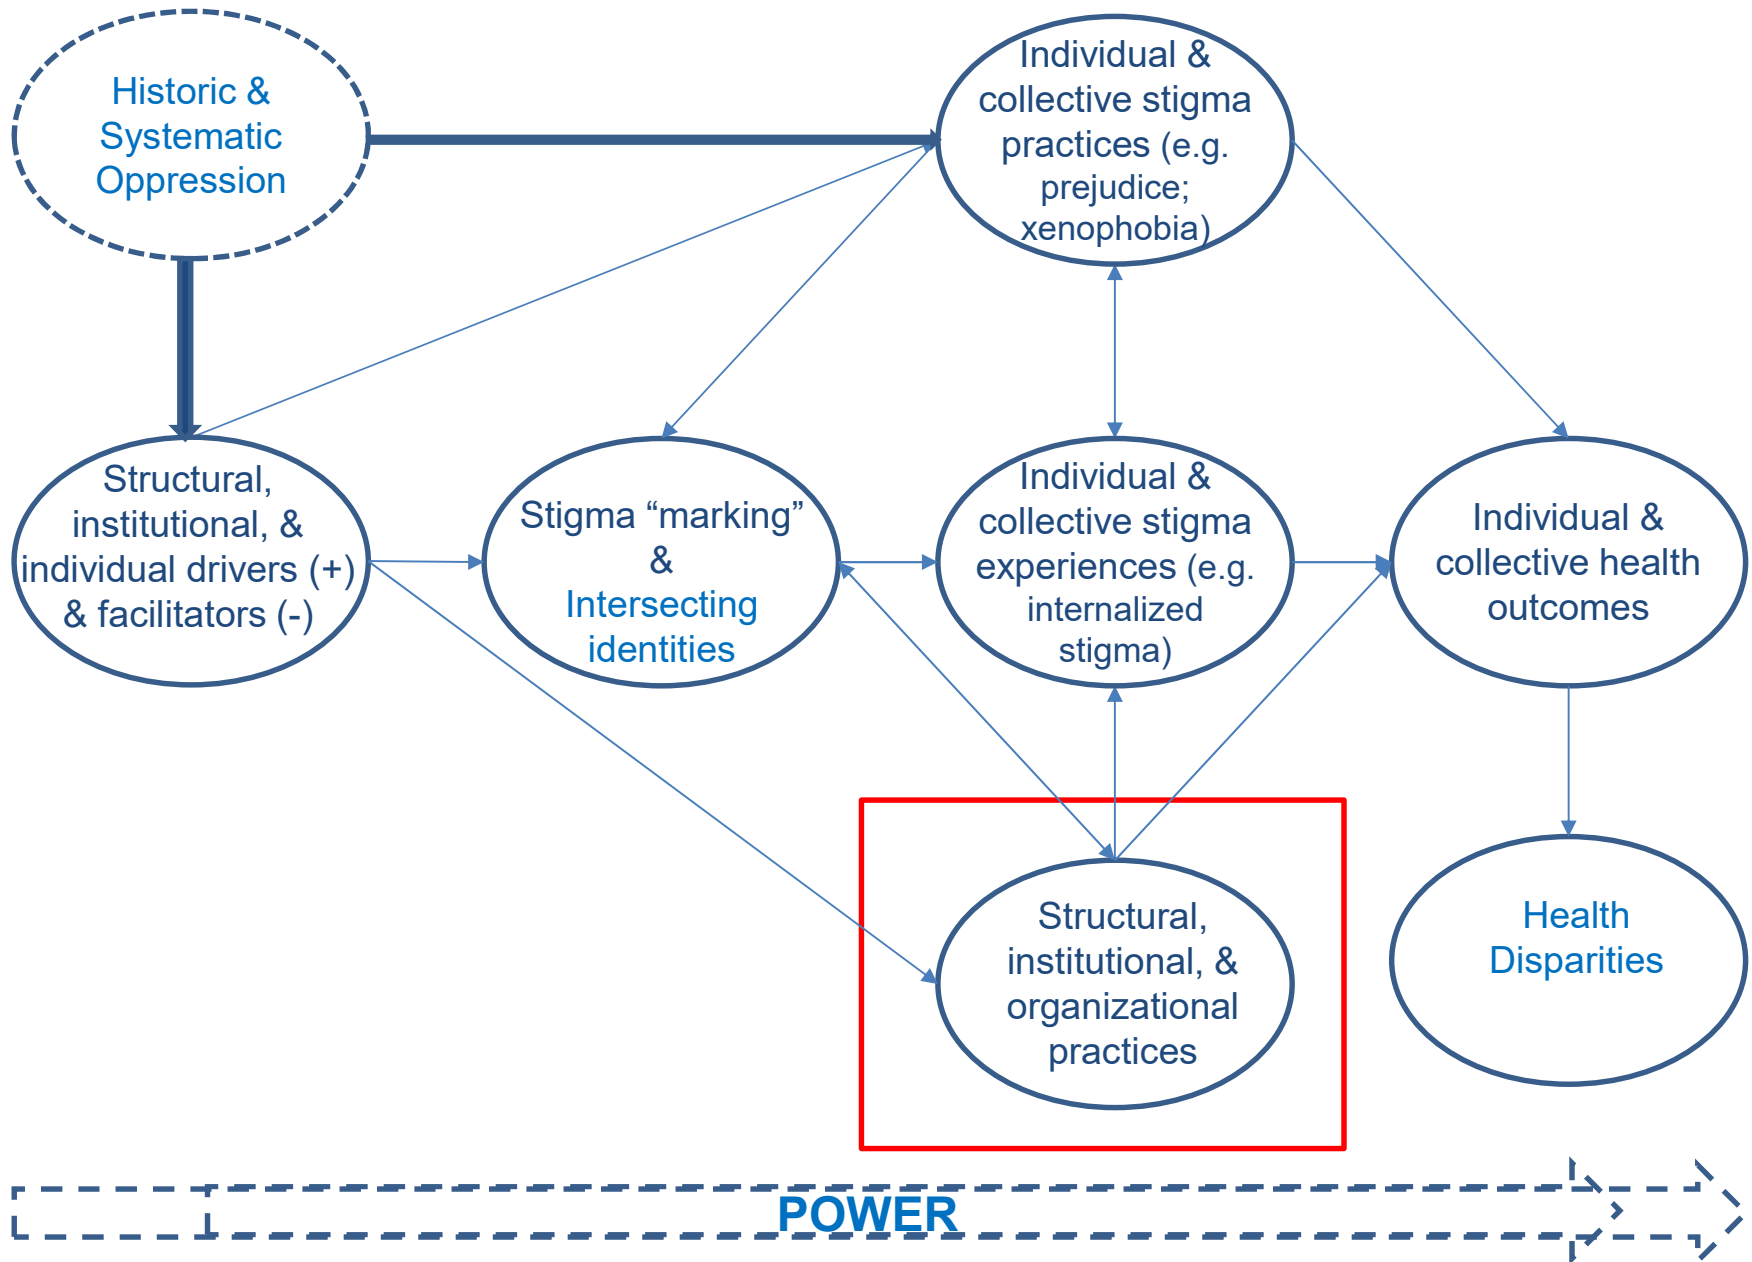 Historic &
Systematic
Oppression
Individual &
collective stigma
practices (e.g.
prejudice;
xenophobia)
Structural,
institutional, &
individual drivers (+)
& facilitators (-)
Stigma “marking”
&
Intersecting
identities
Individual &
collective stigma
experiences (e.g.
internalized
stigma)
Individual &
collective health
outcomes
Structural,
institutional, &
organizational
practices
Health
Disparities
POWER